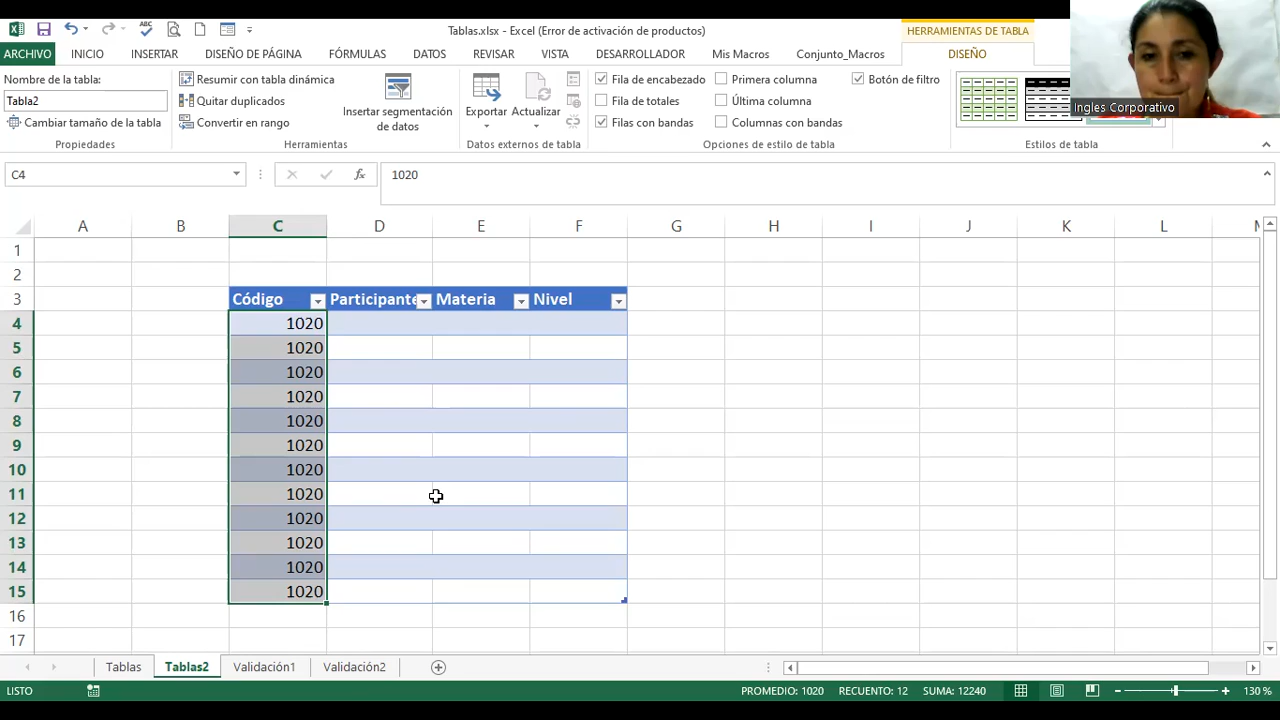 Tablas.xlsx - Excel (Error de activación de productos)
HERRAMIENTAS DE TABLA
ARCHIVO INICIO INSERTAR DISEÑO DE PÁGINA FÓRMULAS DATOS REVISAR VISTA DESARROLLADOR Mis Macros Conjunto_Macros DISEÑO
Nombre de la tabla:
Tabla2
Cambiar tamaño de la tabla
Propiedades
Resumir con tabla dinámica
Quitar duplicados
Convertir en rango
Insertar segmentación
de datos
Herramientas
Exportar
Actualizar
Datos externos de tabla
Fila de encabezado
Fila de totales
Filas con bandas
Primera columna
Última columna
Columnas con bandas
Botón de filtro
Opciones de estilo de tabla
Estilos de tabla
Ingles Corporativo
C4
fx
1020
A B C D E F G H I J K L
1
2
3 Código Participante Materia Nivel
4 1020
5 1020
6 1020
7 1020
8 1020
9 1020
10 1020
11 1020
12 1020
13 1020
14 1020
15 1020
16
17
Tablas Tablas2 Validación1 Validación2
LISTO
PROMEDIO: 1020 RECUENTO: 12 SUMA: 12240
130 %